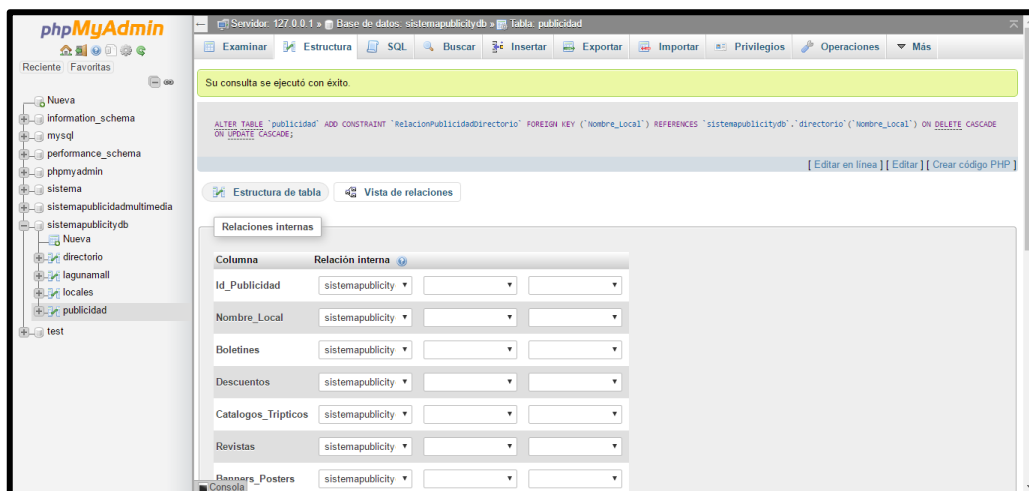 phpMyAdmin
Reciente Favoritas
Nueva
information_schema
mysql
performance_schema
phpmyadmin
sistema
sistemapublicidadmultimedia
sistemapublicitydb
Nueva
directorio
lagunamall
locales
publicidad
test
Servidor: 127.0.0.1 » Base de datos: sistemapublicitydb » Tabla: publicidad
Examinar Estructura SQL Buscar Insertar Exportar Importar Privilegios Operaciones Más
Su consulta se ejecutó con éxito.
ALTER TABLE `publicidad` ADD CONSTRAINT `RelacionPublicidadDirectorio` FOREIGN KEY (`Nombre_Local`) REFERENCES `sistemapublicitydb`.`directorio`(`Nombre_Local`) ON DELETE CASCADE
ON UPDATE CASCADE;
[ Editar en línea ] [ Editar ] [ Crear código PHP ]
Estructura de tabla Vista de relaciones
Relaciones internas
Columna Relación interna
Id_Publicidad sistemapublicity
Nombre_Local sistemapublicity
Boletines sistemapublicity
Descuentos sistemapublicity
Catalogos_Tripticos sistemapublicity
Revistas sistemapublicity
Banners_Posters sistemapublicity
Consola